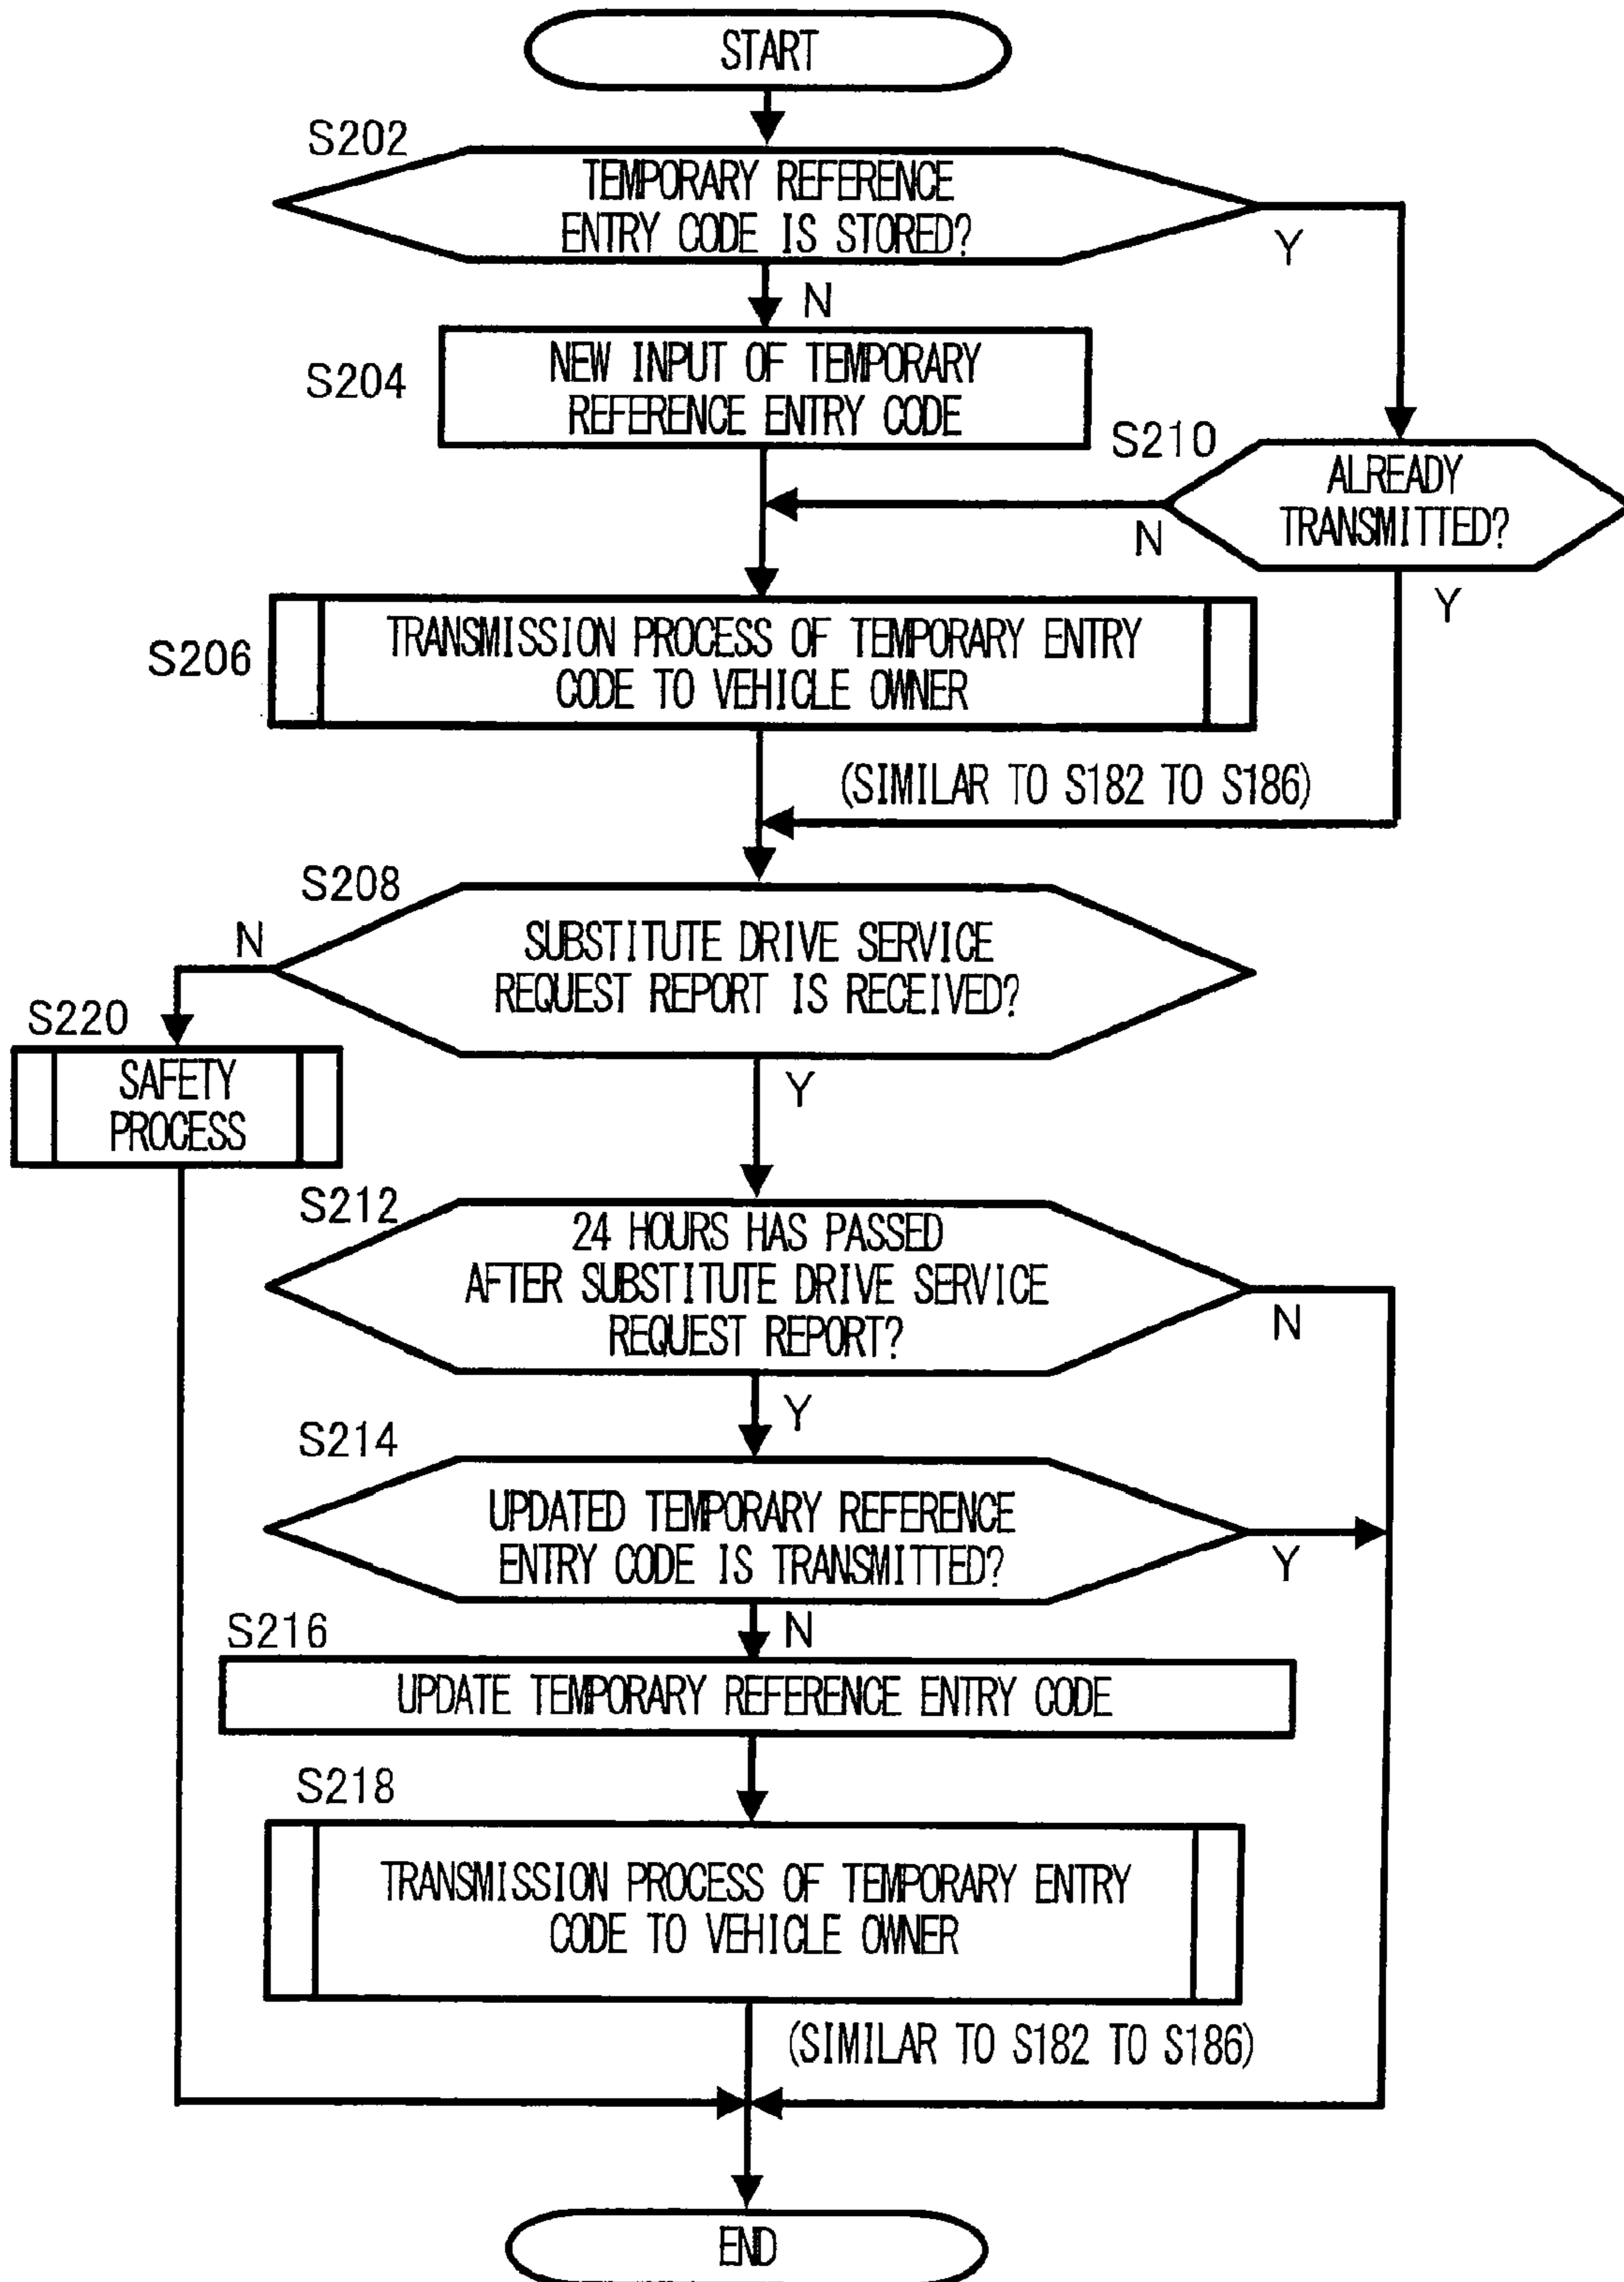 START
S202
TEMPORARY REFERENCE
ENTRY CODE IS STORED?
Y
N
S204
NEW INPUT OF TEMPORARY
REFERENCE ENTRY CODE
S210
ALREADY
TRANSMITTED?
N
Y
S206
TRANSMISSION PROCESS OF TEMPORARY ENTRY
CODE TO VEHICLE OWNER
(SIMILAR TO S182 TO S186)
S208
N
SUBSTITUTE DRIVE SERVICE
REQUEST REPORT IS RECEIVED?
S220
SAFETY
PROCESS
Y
S212
24 HOURS HAS PASSED
AFTER SUBSTITUTE DRIVE SERVICE
REQUEST REPORT?
N
Y
S214
UPDATED TEMPORARY REFERENCE
ENTRY CODE IS TRANSMITTED?
Y
N
S216
UPDATE TEMPORARY REFERENCE ENTRY CODE
S218
TRANSMISSION PROCESS OF TEMPORARY ENTRY
CODE TO VEHICLE OWNER
(SIMILAR TO S182 TO S186)
END